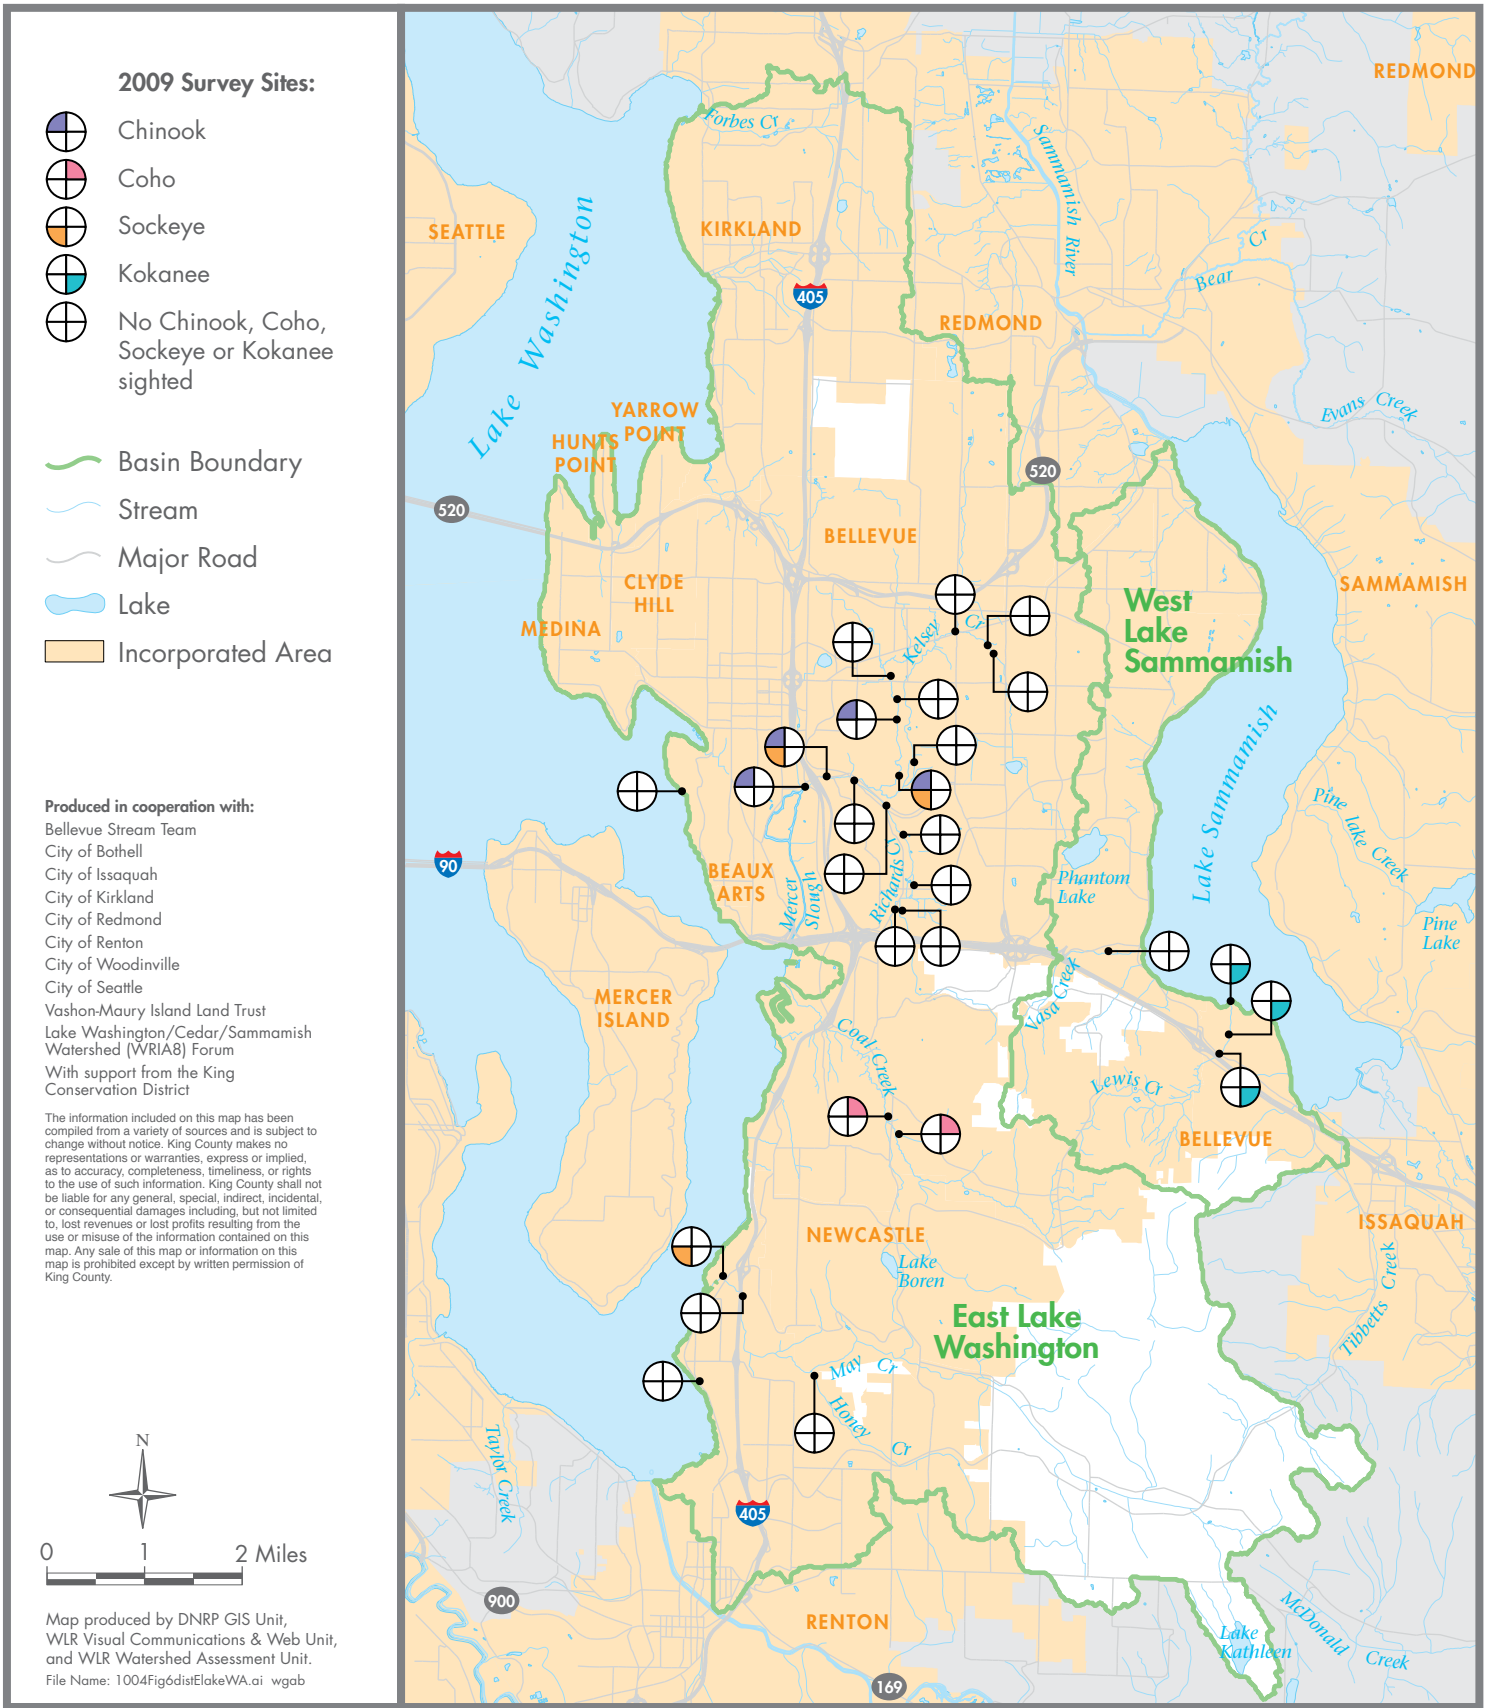 2009 Survey Sites:
Chinook
Coho
Sockeye
Kokanee
No Chinook, Coho,
Sockeye or Kokanee
sighted
Basin Boundary
Stream
Major Road
Lake
Incorporated Area
Produced in cooperation with:
Bellevue Stream Team
City of Bothell
City of Issaquah
City of Kirkland
City of Redmond
City of Renton
City of Woodinville
City of Seattle
Vashon-Maury Island Land Trust
Lake Washington/Cedar/Sammamish
Watershed (WRIA8) Forum
With support from the King
Conservation District
The information included on this map has been
compiled from a variety of sources and is subject to
change without notice. King County makes no
representations or warranties, express or implied,
as to accuracy, completeness, timeliness, or rights
to the use of such information. King County shall not
be liable for any general, special, indirect, incidental,
or consequential damages including, but not limited
to, lost revenues or lost profits resulting from the
use or misuse of the information contained on this
map. Any sale of this map or information on this
map is prohibited except by written permission of
King County.
N
0 1 2 Miles
Map produced by DNRP GIS Unit,
WLR Visual Communications & Web Unit,
and WLR Watershed Assessment Unit.
File Name: 1004Fig6distElakeWA.ai wgab
REDMOND
Forbes Cr
Sammamish River
SEATTLE
KIRKLAND
Lake Washington
Bear Cr
405
REDMOND
Evans Creek
YARROW
POINT
HUNTS
POINT
520
520
BELLEVUE
CLYDE
HILL
SAMMAMISH
MEDINA
West
Lake
Sammamish
Kelsey Cr
Lake Sammamish
Pine lake Creek
90
BEAUX
ARTS
Mercer
Slough
Richards Cr
Phantom
Lake
Pine
Lake
MERCER
ISLAND
Vasa Creek
Coal Creek
Lewis Cr
BELLEVUE
NEWCASTLE
ISSAQUAH
Lake
Boren
Tibbetts Creek
East Lake
Washington
May Cr
Honey Cr
Taylor Creek
405
900
RENTON
McDonald Creek
Lake
Kathleen
169